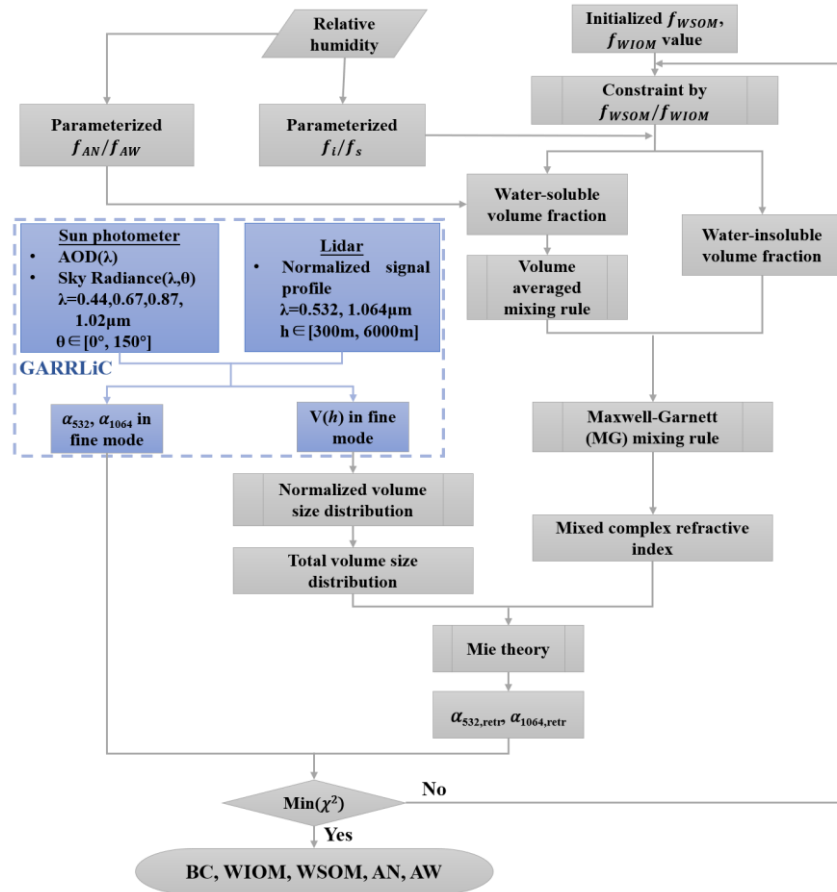 Relative
humidity
Initialized f_WSOM,
f_WIOM value
Constraint by
f_WSOM/f_WIOM
Parameterized
f_AN/f_AW
Parameterized
f_i/f_s
Water-soluble
volume fraction
Water-insoluble
volume fraction
Sun photometer
• AOD(λ)
• Sky Radiance(λ,θ)
λ=0.44,0.67,0.87,
1.02μm
θ∈[0°, 150°]
Lidar
• Normalized signal
profile
λ=0.532, 1.064μm
h∈[300m, 6000m]
Volume
averaged
mixing rule
GARRLiC
α_532, α_1064 in
fine mode
V(h) in fine
mode
Maxwell-Garnett
(MG) mixing rule
Normalized volume
size distribution
Mixed complex refractive
index
Total volume size
distribution
Mie theory
α_532,retr, α_1064,retr
Min(χ²)
No
Yes
BC, WIOM, WSOM, AN, AW